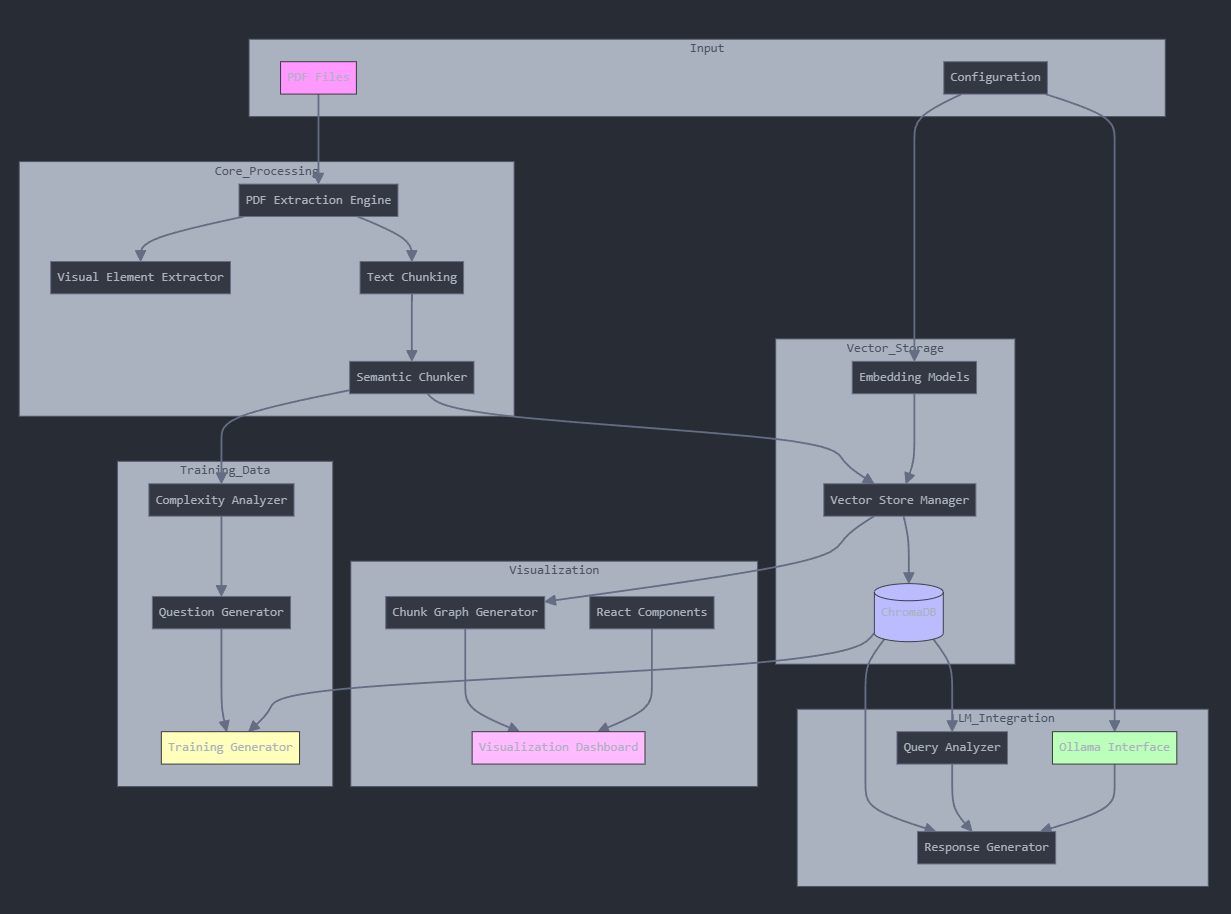 Input
PDF Files
Configuration
Core_Processing
PDF Extraction Engine
Visual Element Extractor
Text Chunking
Semantic Chunker
Vector_Storage
Embedding Models
Vector Store Manager
ChromaDB
Training_Data
Complexity Analyzer
Question Generator
Training Generator
Visualization
Chunk Graph Generator
React Components
Visualization Dashboard
LM_Integration
Query Analyzer
Ollama Interface
Response Generator